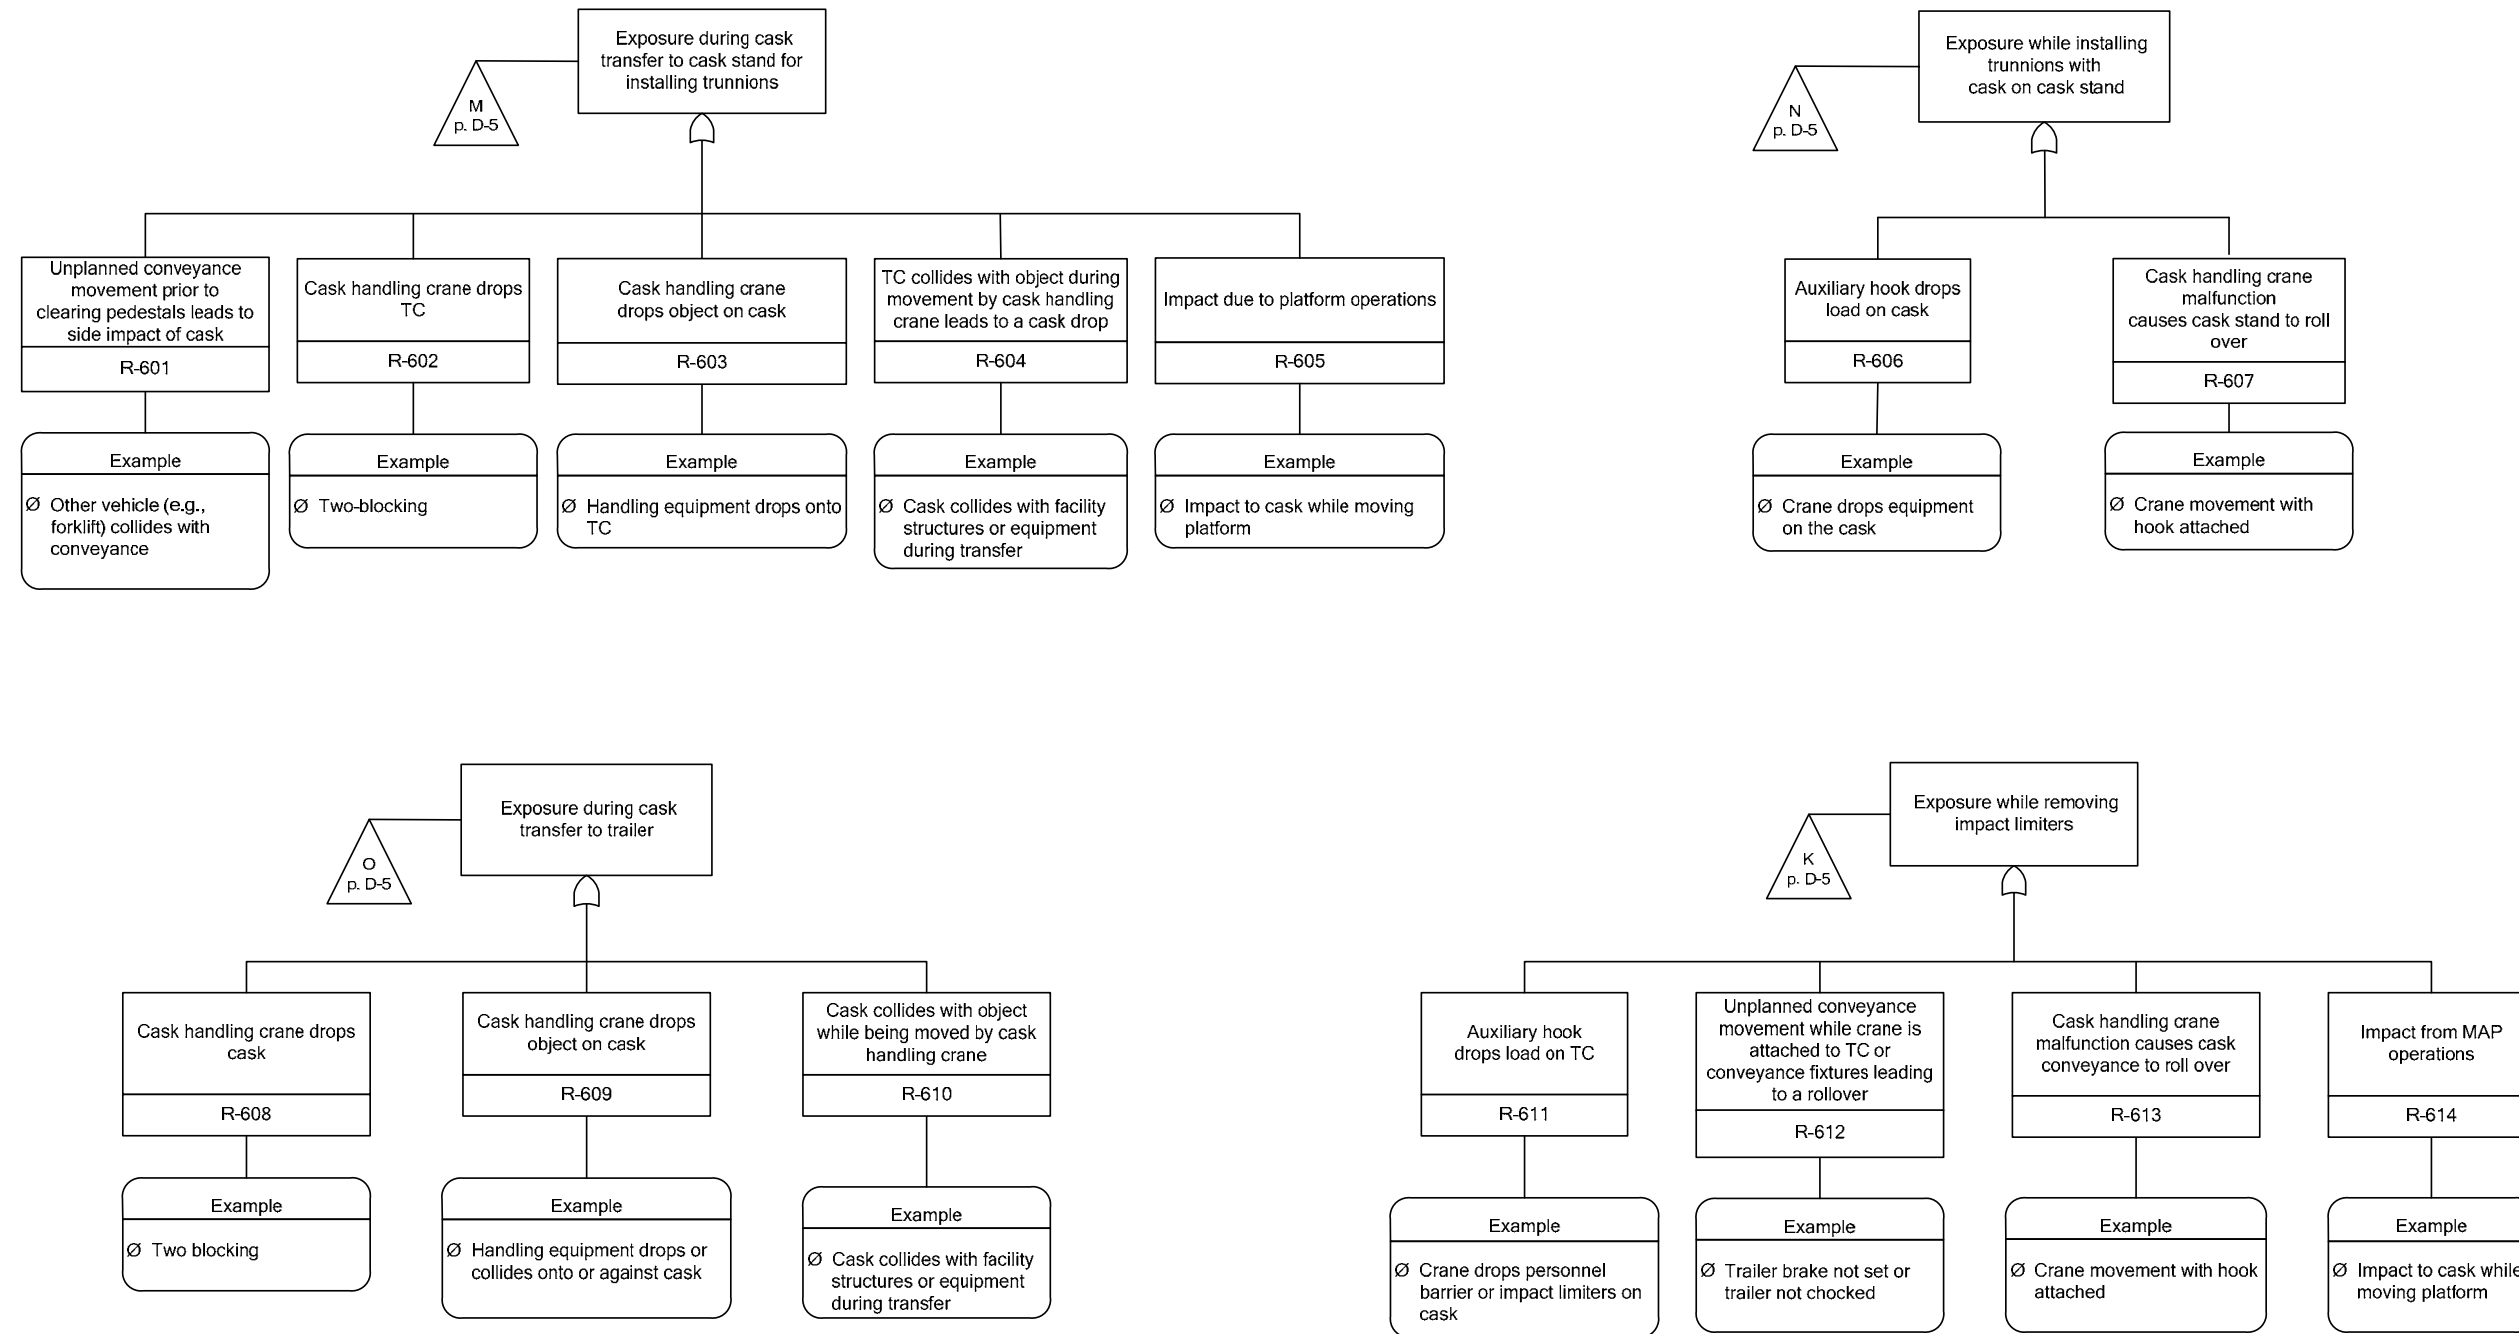 Exposure during cask
transfer to cask stand for
installing trunnions
M
p. D-5
Unplanned conveyance
movement prior to
clearing pedestals leads to
side impact of cask
R-601
Example
Ø Other vehicle (e.g.,
forklift) collides with
conveyance
Cask handling crane drops
TC
R-602
Example
Ø Two-blocking
Cask handling crane
drops object on cask
R-603
Example
Ø Handling equipment drops onto
TC
TC collides with object during
movement by cask handling
crane leads to a cask drop
R-604
Example
Ø Cask collides with facility
structures or equipment
during transfer
Impact due to platform operations
R-605
Example
Ø Impact to cask while moving
platform
Exposure while installing
trunnions with
cask on cask stand
N
p. D-5
Auxiliary hook drops
load on cask
R-606
Example
Ø Crane drops equipment
on the cask
Cask handling crane
malfunction
causes cask stand to roll
over
R-607
Example
Ø Crane movement with
hook attached
Exposure during cask
transfer to trailer
O
p. D-5
Cask handling crane drops
cask
R-608
Example
Ø Two blocking
Cask handling crane drops
object on cask
R-609
Example
Ø Handling equipment drops or
collides onto or against cask
Cask collides with object
while being moved by cask
handling crane
R-610
Example
Ø Cask collides with facility
structures or equipment
during transfer
Exposure while removing
impact limiters
K
p. D-5
Auxiliary hook
drops load on TC
R-611
Example
Ø Crane drops personnel
barrier or impact limiters on
cask
Unplanned conveyance
movement while crane is
attached to TC or
conveyance fixtures leading
to a rollover
R-612
Example
Ø Trailer brake not set or
trailer not chocked
Cask handling crane
malfunction causes cask
conveyance to roll over
R-613
Example
Ø Crane movement with hook
attached
Impact from MAP
operations
R-614
Example
Ø Impact to cask while
moving platform